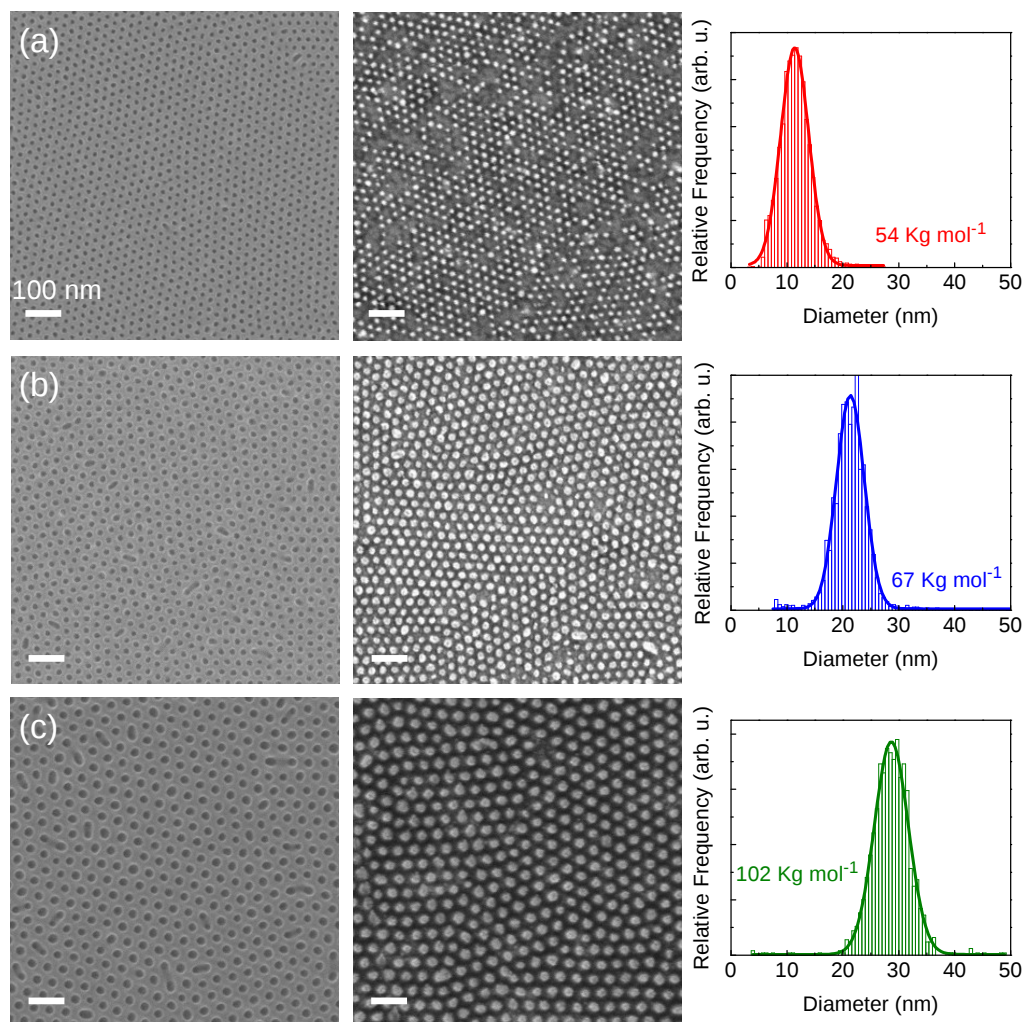 (a)
100 nm
Relative Frequency (arb. u.)
54 Kg mol⁻¹
0 10 20 30 40 50
Diameter (nm)
(b)
Relative Frequency (arb. u.)
67 Kg mol⁻¹
0 10 20 30 40 50
Diameter (nm)
(c)
Relative Frequency (arb. u.)
102 Kg mol⁻¹
0 10 20 30 40 50
Diameter (nm)